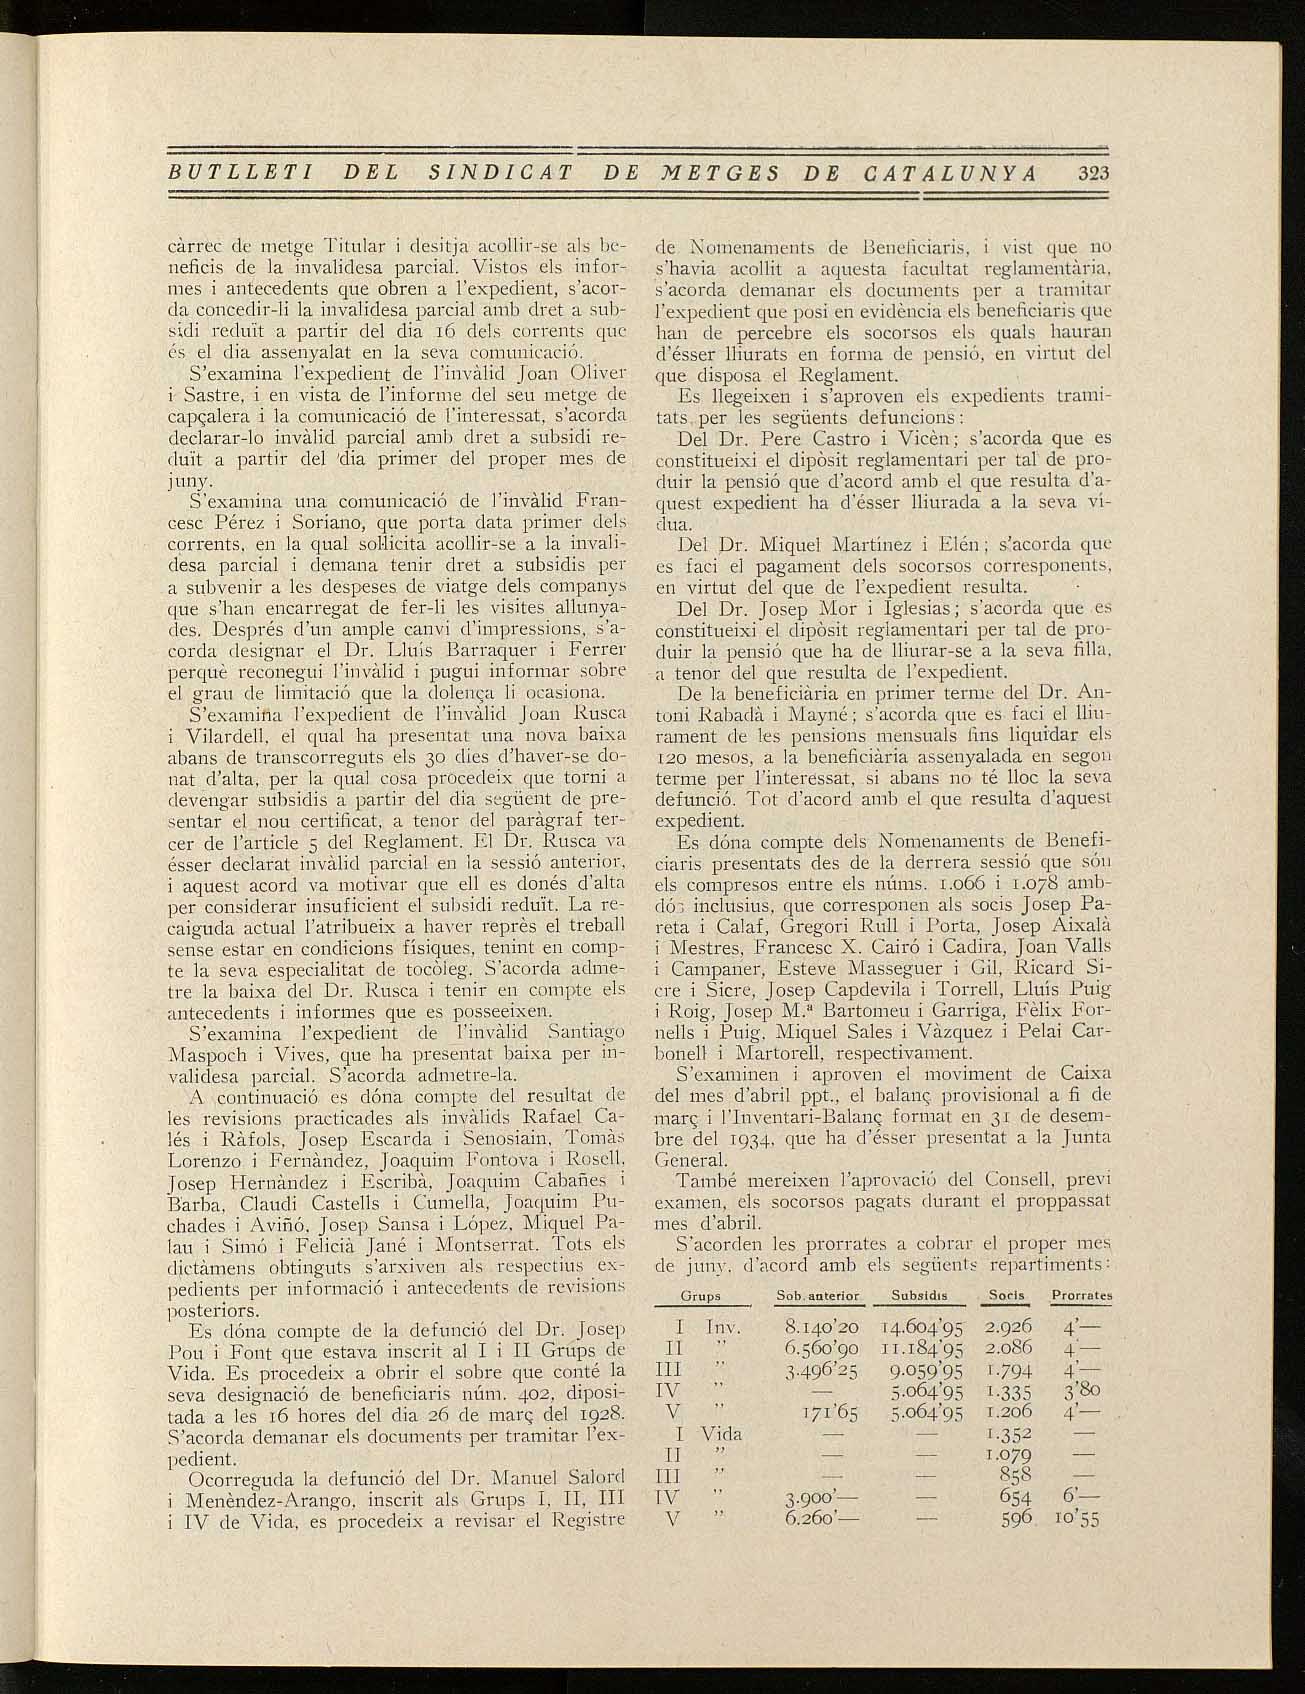 BUTLLETI DEL SINDICAT DE METGES DE CATALUNYA 323
càrrec de metge Titular i desitja acollir-se als be-
neficis de la invalidesa parcial. Vistos els infor-
mes i antecedents que obren a l'expedient, s'acor-
da concedir-li la invalidesa parcial amb dret a sub-
sidi reduït a partir del dia 16 dels corrents que
és el dia assenyalat en la seva comunicació.
S'examina l'expedient de l'invàlid Joan Oliver
i Sastre, i en vista de l'informe del seu metge de
capçalera i la comunicació de l'interessat, s'acorda
declarar-lo invàlid parcial amb dret a subsidi re-
duït a partir del dia primer del proper mes de
juny.
S'examina una comunicació de l'invàlid Fran-
cesc Pérez i Soriano, que porta data primer dels
corrents, en la qual sol·licita acollir-se a la invali-
desa parcial i demana tenir dret a subsidis per
a subvenir a les despeses de viatge dels companys
que s'han encarregat de fer-li les visites allunya-
des. Després d'un ample canvi d'impressions, s'a-
corda designar el Dr. Lluís Barraquer i Ferrer
perquè reconegui l'invàlid i pugui informar sobre
el grau de limitació que la dolença li ocasiona.
S'examina l'expedient de l'invàlid Joan Rusca
i Vilardell, el qual ha presentat una nova baixa
abans de transcorreguts els 30 dies d'haver-se do-
nat d'alta, per la qual cosa procedeix que torni a
devengar subsidis a partir del dia següent de pre-
sentar el nou certificat, a tenor del paràgraf ter-
cer de l'article 5 del Reglament. El Dr. Rusca va
ésser declarat invàlid parcial en la sessió anterior,
i aquest acord va motivar que ell es donés d'alta
per considerar insuficient el subsidi reduït. La re-
caiguda actual l'atribueix a haver reprès el treball
sense estar en condicions físiques, tenint en comp-
te la seva especialitat de tocòleg. S'acorda adme-
tre la baixa del Dr. Rusca i tenir en compte els
antecedents i informes que es posseeixen.
S'examina l'expedient de l'invàlid Santiago
Maspoch i Vives, que ha presentat baixa per in-
validesa parcial. S'acorda admetre-la.
A continuació es dóna compte del resultat de
les revisions practicades als invàlids Rafael Ca-
lés i Ràfols, Josep Escarda i Senosiain, Tomàs
Lorenzo i Fernàndez, Joaquim Fontova i Rosell,
Josep Hernàndez i Escribà, Joaquim Cabañes i
Barba, Claudi Castells i Cumella, Joaquim Pu-
chades i Aviñó, Josep Sansa i López, Miquel Pa-
lau i Simó i Felicià Jané i Montserrat. Tots els
dictàmens obtinguts s'arxiven als respectius ex-
pedients per informació i antecedents de revisions
posteriors.
Es dóna compte de la defunció del Dr. Josep
Pou i Font que estava inscrit al I i II Grups de
Vida. Es procedeix a obrir el sobre que conté la
seva designació de beneficiaris núm. 402, diposi-
tada a les 16 hores del dia 26 de març del 1928.
S'acorda demanar els documents per tramitar l'ex-
pedient.
Ocorreguda la defunció del Dr. Manuel Salord
i Menèndez-Arango, inscrit als Grups I, II, III
i IV de Vida, es procedeix a revisar el Registre
de Nomenaments de Beneficiaris, i vist que no
s'havia acollit a aquesta facultat reglamentària,
s'acorda demanar els documents per a tramitar
l'expedient que posi en evidència els beneficiaris que
han de percebre els socorsos els quals hauran
d'ésser lliurats en forma de pensió, en virtut del
que disposa el Reglament.
Es llegeixen i s'aproven els expedients trami-
tats per les següents defuncions:
Del Dr. Pere Castro i Vicèn; s'acorda que es
constitueixi el dipòsit reglamentari per tal de pro-
duir la pensió que d'acord amb el que resulta d'a-
quest expedient ha d'ésser lliurada a la seva ví-
dua.
Del Dr. Miquel Martínez i Elén; s'acorda que
es faci el pagament dels socorsos corresponents,
en virtut del que de l'expedient resulta.
Del Dr. Josep Mor i Iglesias; s'acorda que es
constitueixi el dipòsit reglamentari per tal de pro-
duir la pensió que ha de lliurar-se a la seva filla,
a tenor del que resulta de l'expedient.
De la beneficiària en primer terme del Dr. An-
toni Rabadà i Mayné; s'acorda que es faci el lliu-
rament de les pensions mensuals fins liquidar els
120 mesos, a la beneficiària assenyalada en segon
terme per l'interessat, si abans no té lloc la seva
defunció. Tot d'acord amb el que resulta d'aquest
expedient.
Es dóna compte dels Nomenaments de Benefi-
ciaris presentats des de la derrera sessió que són
els compresos entre els núms. 1.066 i 1.078 amb-
dós inclusius, que corresponen als socis Josep Pa-
reta i Calaf, Gregori Rull i Porta, Josep Aixalà
i Mestres, Francesc X. Cairó i Cadira, Joan Valls
i Campaner, Esteve Masseguer i Gil, Ricard Si-
cre i Sicre, Josep Capdevila i Torrell, Lluís Puig
i Roig, Josep M.ª Bartomeu i Garriga, Fèlix For-
nells i Puig, Miquel Sales i Vàzquez i Pelai Car-
bonell i Martorell, respectivament.
S'examinen i aproven el moviment de Caixa
del mes d'abril ppt., el balanç provisional a fi de
març i l'Inventari-Balanç format en 31 de desem-
bre del 1934, que ha d'ésser presentat a la Junta
General.
També mereixen l'aprovació del Consell, previ
examen, els socorsos pagats durant el proppassat
mes d'abril.
S'acorden les prorrates a cobrar el proper mes
de juny, d'acord amb els següents repartiments:
Grups Sob. anterior Subsidis Socis Prorrates
I Inv. 8.140'20 14.604'95 2.926 4'—
II " 6.560'90 11.184'95 2.086 4'—
III " 3.496'25 9.059'95 1.794 4'—
IV " — 5.064'95 1.335 3'80
V " 171'65 5.064'95 1.206 4'—
I Vida — — 1.352 —
II " — — 1.079 —
III " — — 858 —
IV " 3.900'— — 654 6'—
V " 6.260'— — 596 10'55